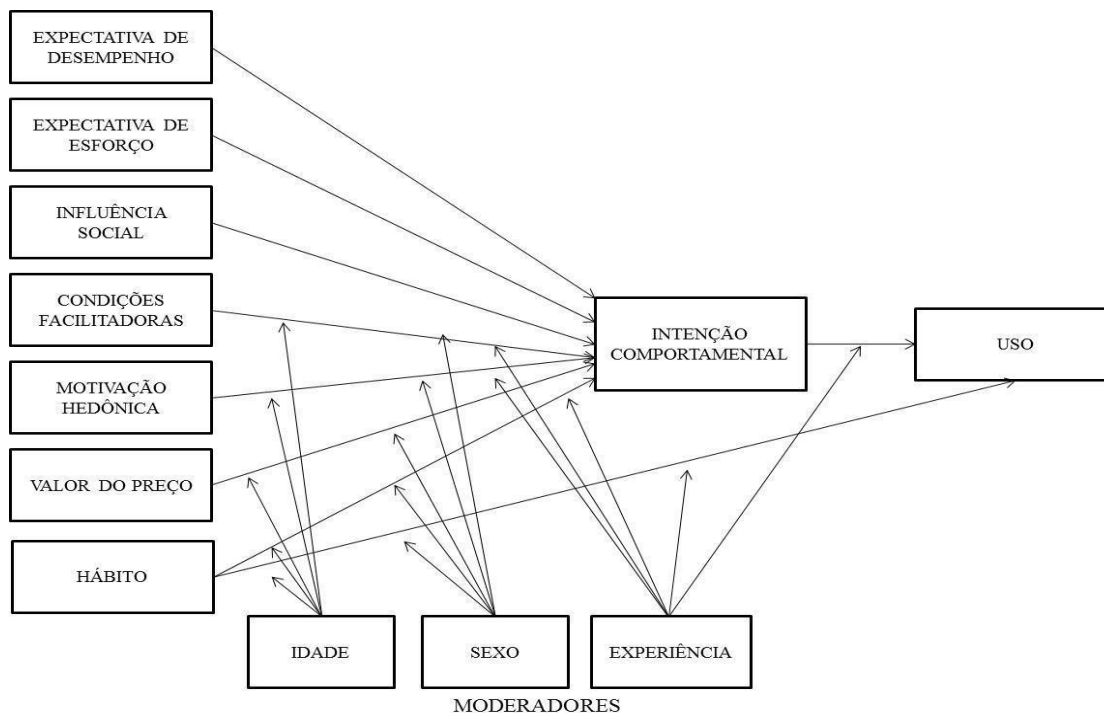 EXPECTATIVA DE
DESEMPENHO
EXPECTATIVA DE
ESFORÇO
INFLUÊNCIA
SOCIAL
CONDIÇÕES
FACILITADORAS
MOTIVAÇÃO
HEDÔNICA
VALOR DO PREÇO
HÁBITO
INTENÇÃO
COMPORTAMENTAL
USO
IDADE
SEXO
EXPERIÊNCIA
MODERADORES